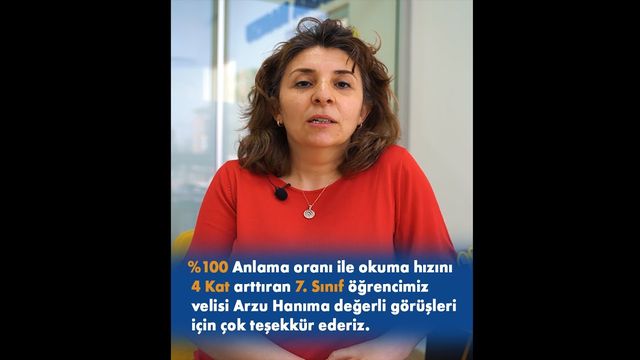 %100 Anlama oranı ile okuma hızını
4 Kat arttıran 7. Sınıf öğrencimiz
velisi Arzu Hanıma değerli görüşleri
için çok teşekkür ederiz.